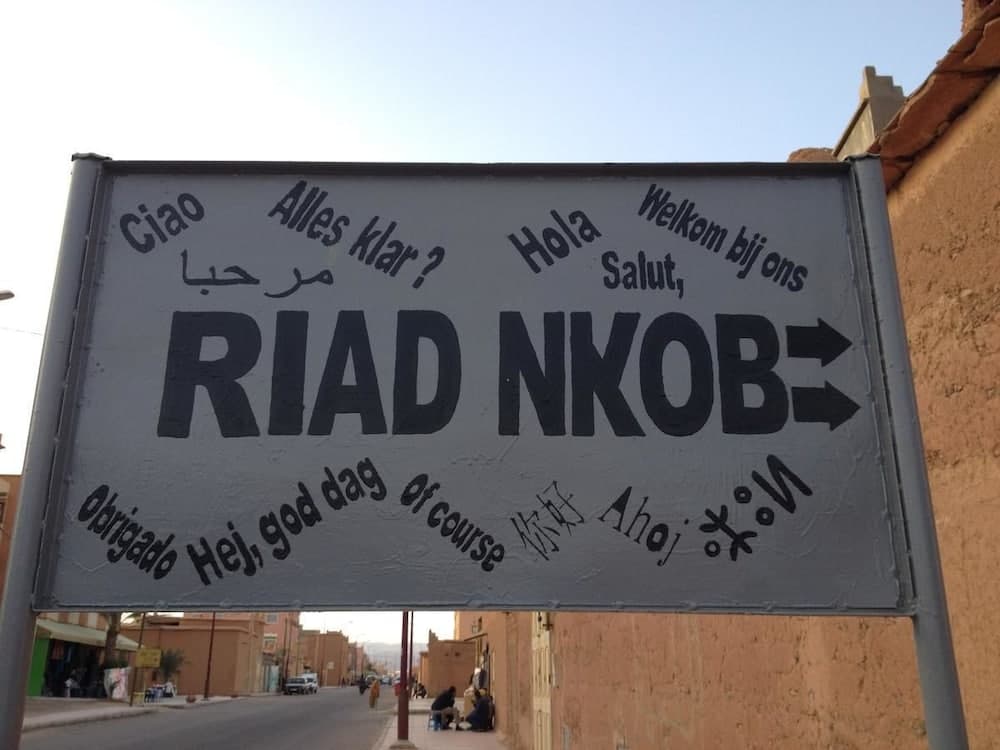 Ciao
Alles klar ?
Hola
Welkom bij ons
مرحبا
Salut,
RIAD NKOB
Obrigado
Hej, god dag
Of course
你好
Ahoj
ⴰⵣⵓⵍ